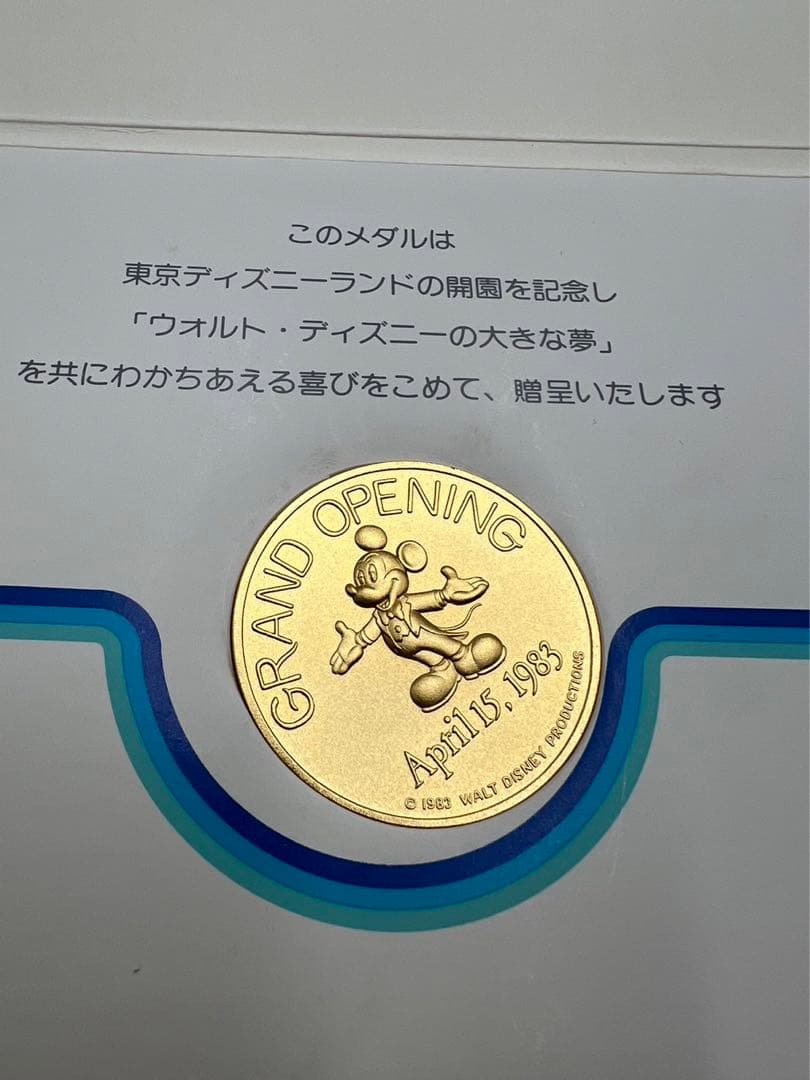 このメダルは
東京ディズニーランドの開園を記念し
「ウォルト・ディズニーの大きな夢」
を共にわかちあえる喜びをこめて、贈呈いたします
GRAND OPENING
April 15, 1983
© 1983 WALT DISNEY PRODUCTIONS